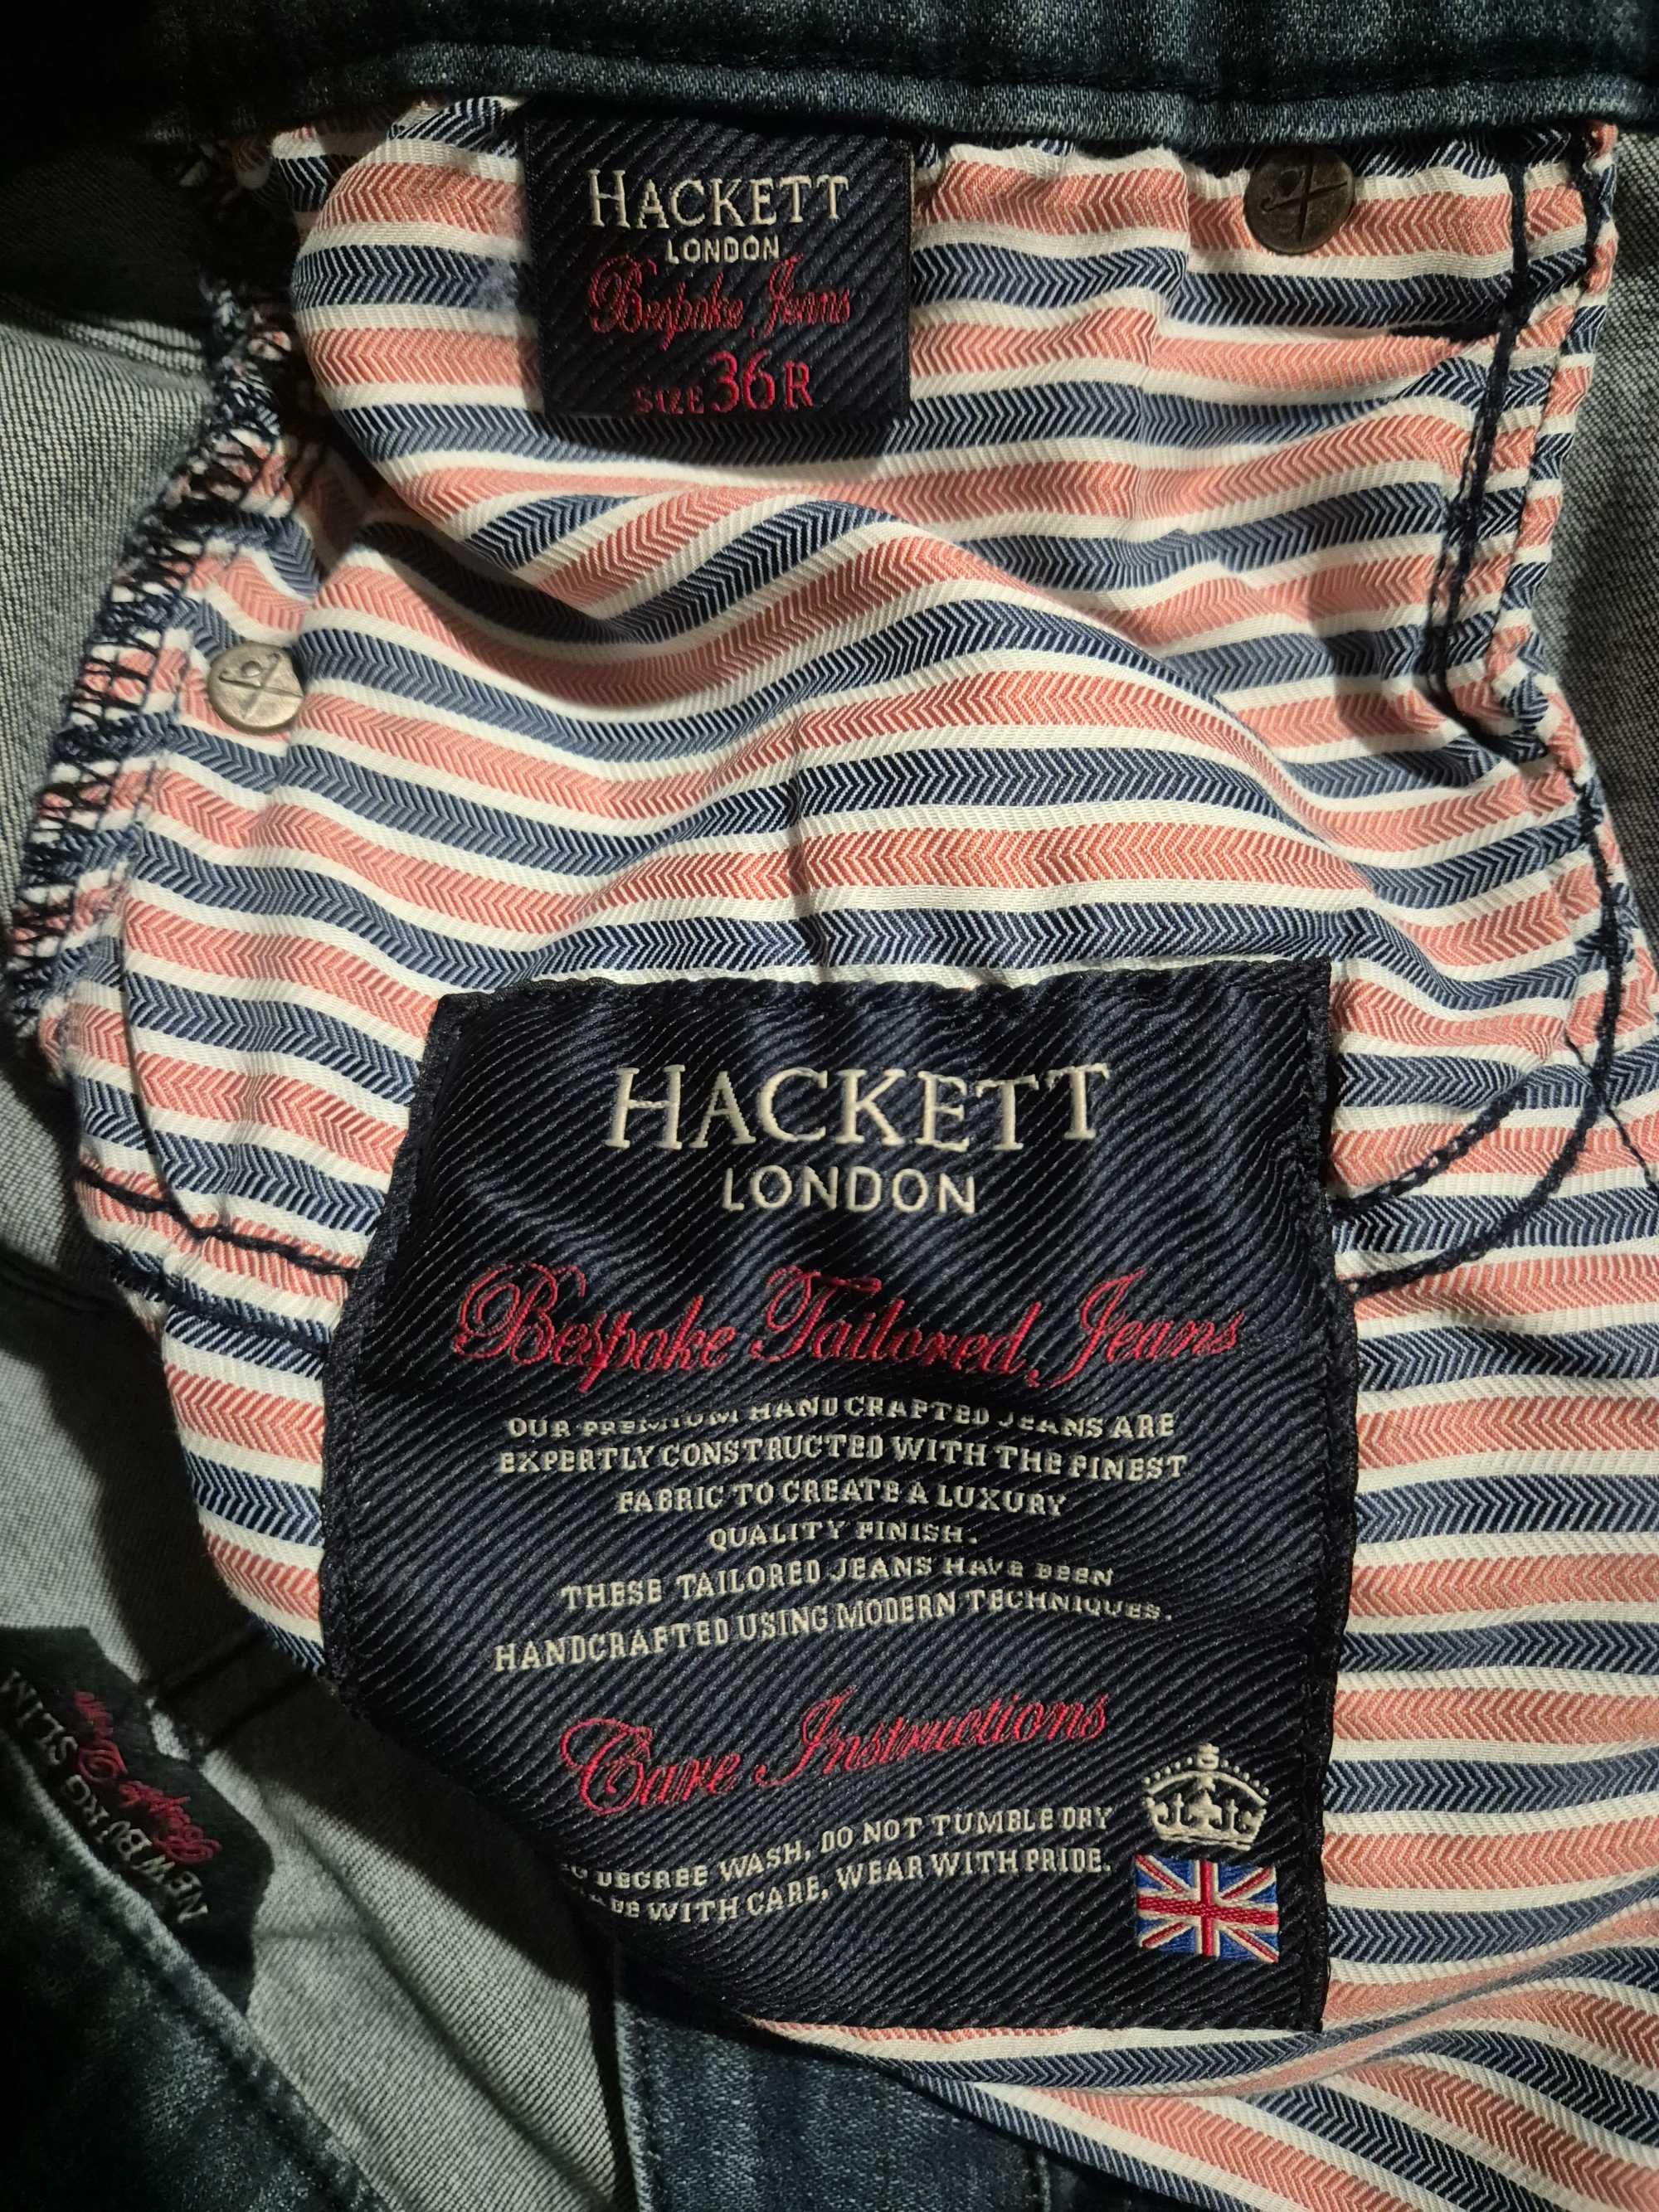 HACKETT
LONDON
Bespoke Jeans
SIZE 36R
HACKETT
LONDON
Bespoke Tailored Jeans
OUR PREMIUM HANDCRAFTED JEANS ARE
EXPERTLY CONSTRUCTED WITH THE FINEST
FABRIC TO CREATE A LUXURY
QUALITY FINISH.
THESE TAILORED JEANS HAVE BEEN
HANDCRAFTED USING MODERN TECHNIQUES.
Care Instructions
DEGREE WASH, DO NOT TUMBLE DRY
WITH CARE, WEAR WITH PRIDE.
NEWBURG SLIM